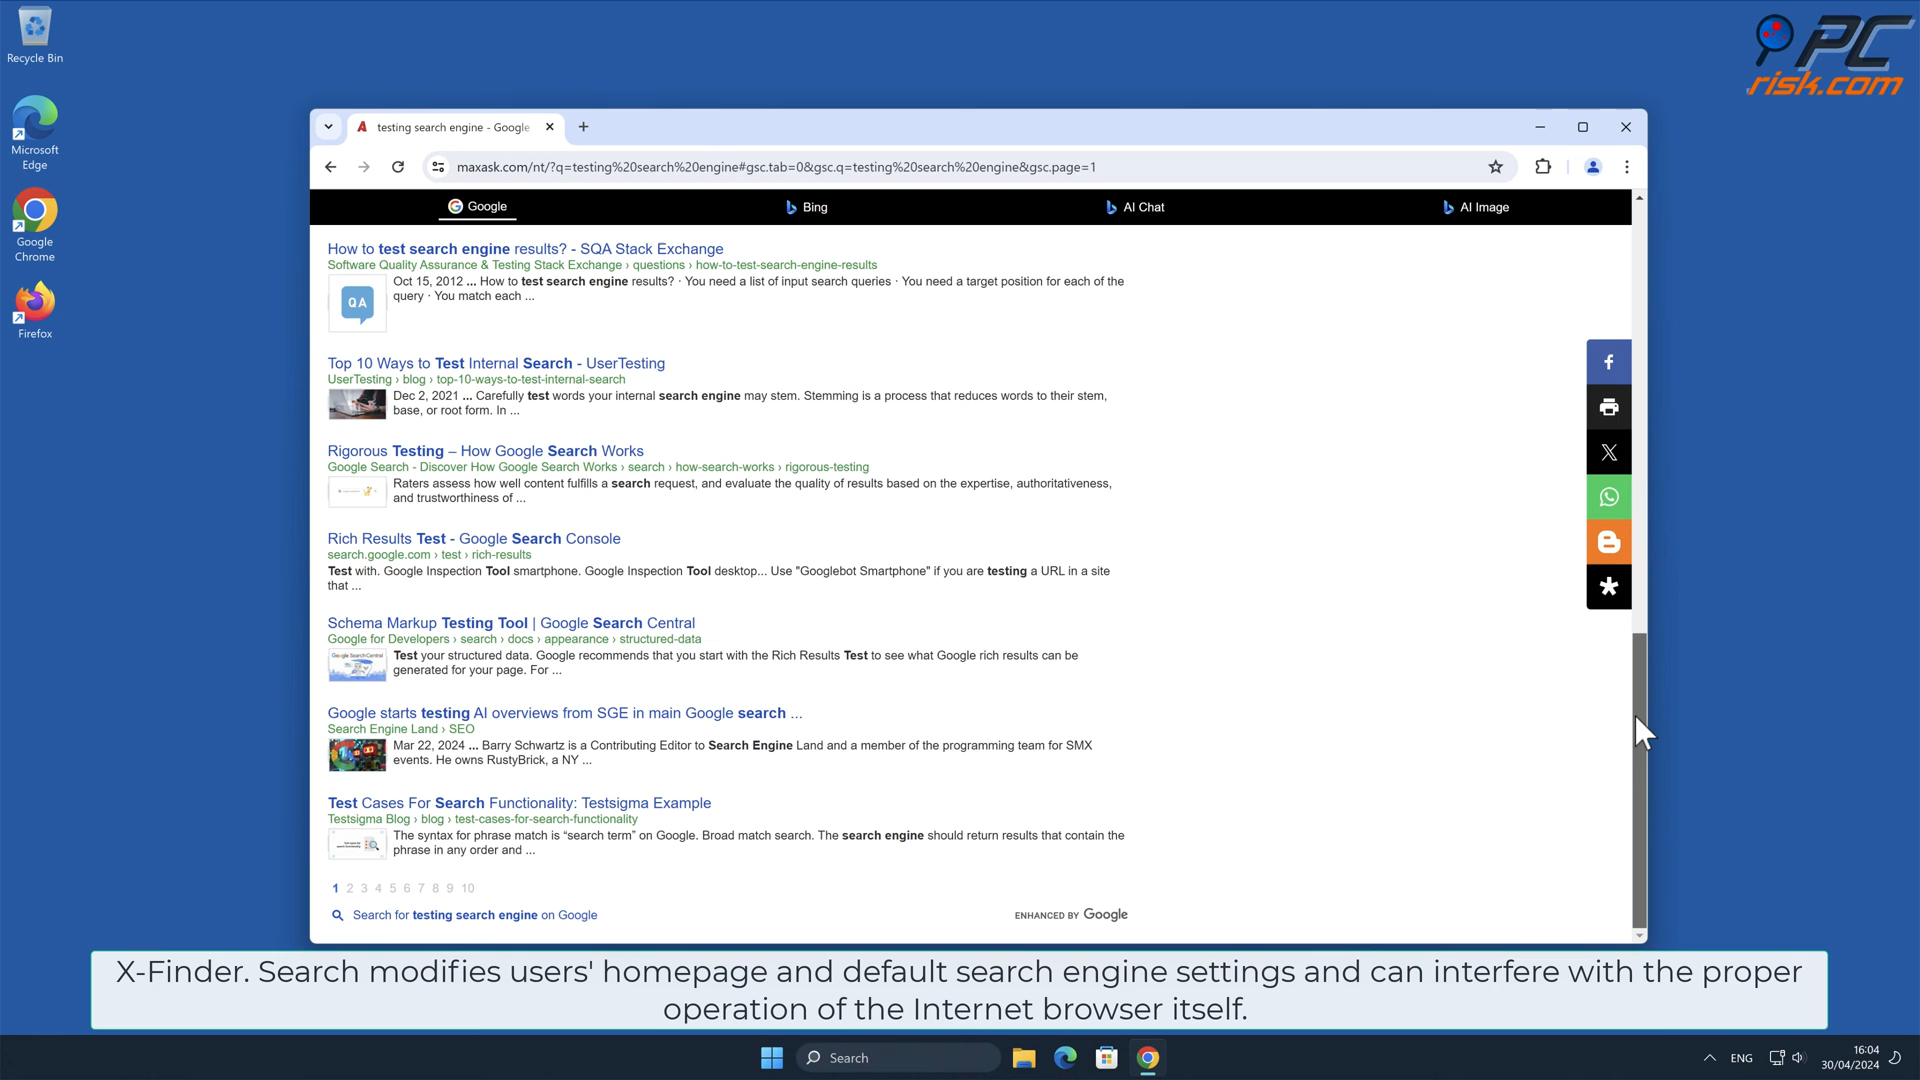 Recycle Bin
Microsoft
Edge
Google
Chrome
Firefox
PC
risk.com
testing search engine - Google
maxask.com/nt/?q=testing%20search%20engine#gsc.tab=0&gsc.q=testing%20search%20engine&gsc.page=1
Google Bing AI Chat AI Image
How to test search engine results? - SQA Stack Exchange
Software Quality Assurance & Testing Stack Exchange › questions › how-to-test-search-engine-results
QA
Oct 15, 2012 ... How to test search engine results? · You need a list of input search queries · You need a target position for each of the
query · You match each ...
Top 10 Ways to Test Internal Search - UserTesting
UserTesting › blog › top-10-ways-to-test-internal-search
Dec 2, 2021 ... Carefully test words your internal search engine may stem. Stemming is a process that reduces words to their stem,
base, or root form. In ...
Rigorous Testing – How Google Search Works
Google Search - Discover How Google Search Works › search › how-search-works › rigorous-testing
Raters assess how well content fulfills a search request, and evaluate the quality of results based on the expertise, authoritativeness,
and trustworthiness of ...
Rich Results Test - Google Search Console
search.google.com › test › rich-results
Test with. Google Inspection Tool smartphone. Google Inspection Tool desktop... Use "Googlebot Smartphone" if you are testing a URL in a site
that ...
Schema Markup Testing Tool | Google Search Central
Google for Developers › search › docs › appearance › structured-data
Google Search Central
Test your structured data. Google recommends that you start with the Rich Results Test to see what Google rich results can be
generated for your page. For ...
Google starts testing AI overviews from SGE in main Google search ...
Search Engine Land › SEO
Mar 22, 2024 ... Barry Schwartz is a Contributing Editor to Search Engine Land and a member of the programming team for SMX
events. He owns RustyBrick, a NY ...
Test Cases For Search Functionality: Testsigma Example
Testsigma Blog › blog › test-cases-for-search-functionality
The syntax for phrase match is “search term” on Google. Broad match search. The search engine should return results that contain the
phrase in any order and ...
1 2 3 4 5 6 7 8 9 10
Search for testing search engine on Google
ENHANCED BY Google
X-Finder. Search modifies users' homepage and default search engine settings and can interfere with the proper
operation of the Internet browser itself.
Search
ENG
16:04
30/04/2024